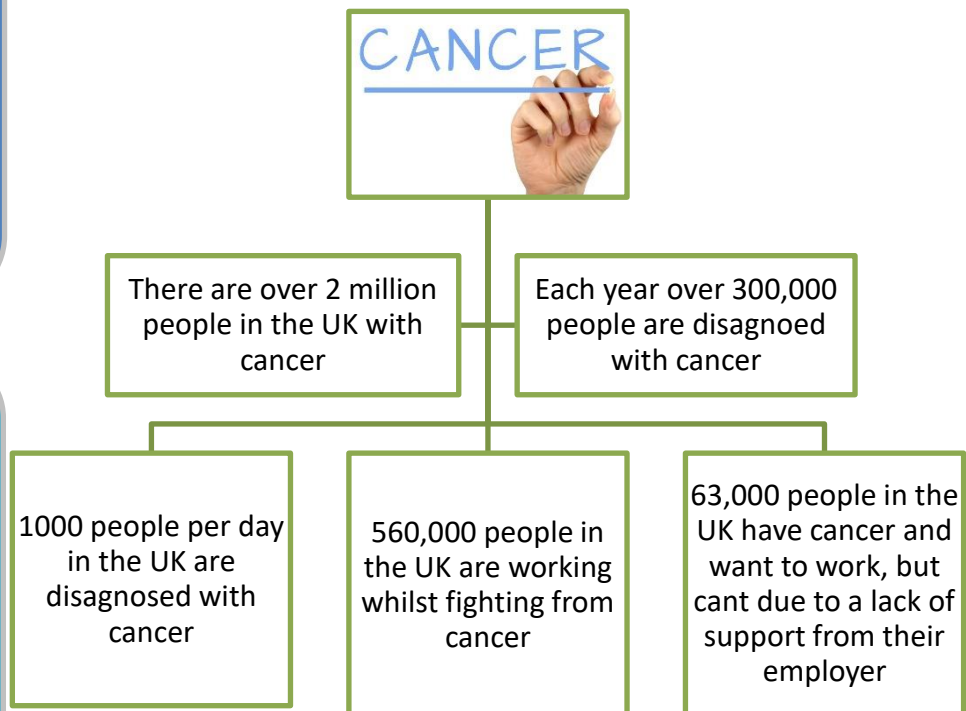 CANCER
There are over 2 million
people in the UK with
cancer
Each year over 300,000
people are disagnoed
with cancer
1000 people per day
in the UK are
disagnosed with
cancer
560,000 people in
the UK are working
whilst fighting from
cancer
63,000 people in the
UK have cancer and
want to work, but
cant due to a lack of
support from their
employer